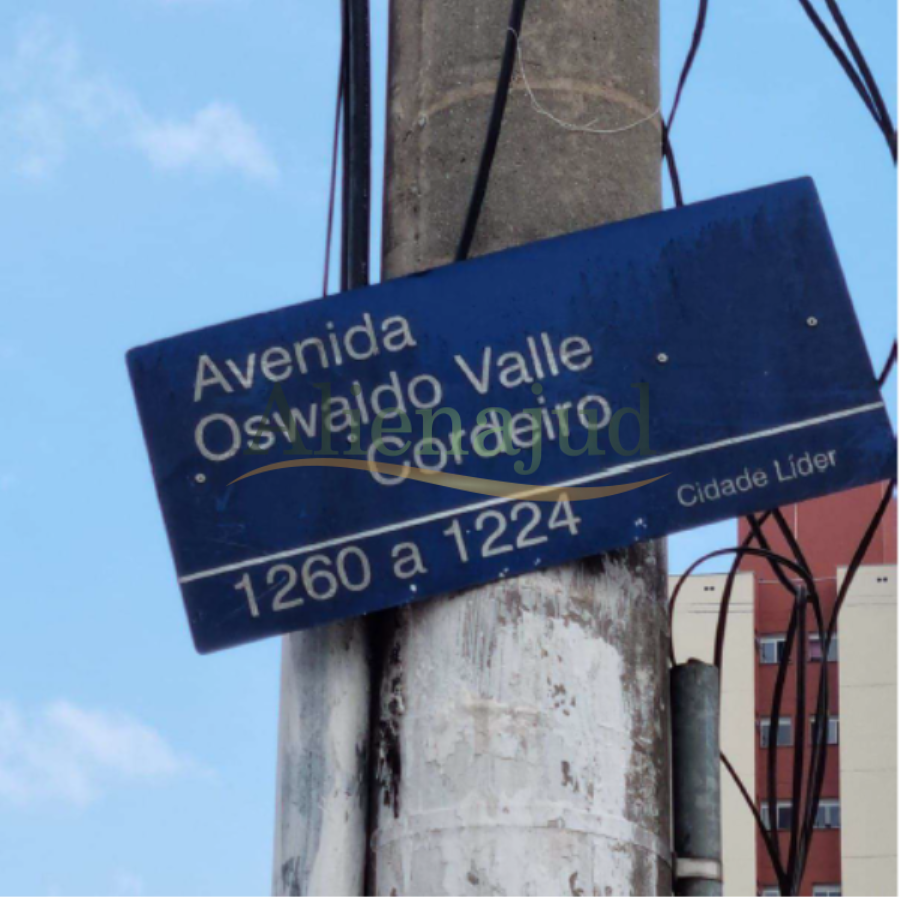 Avenida
Oswaldo Valle
Cordeiro
Alienajud
1260 a 1224
Cidade Líder